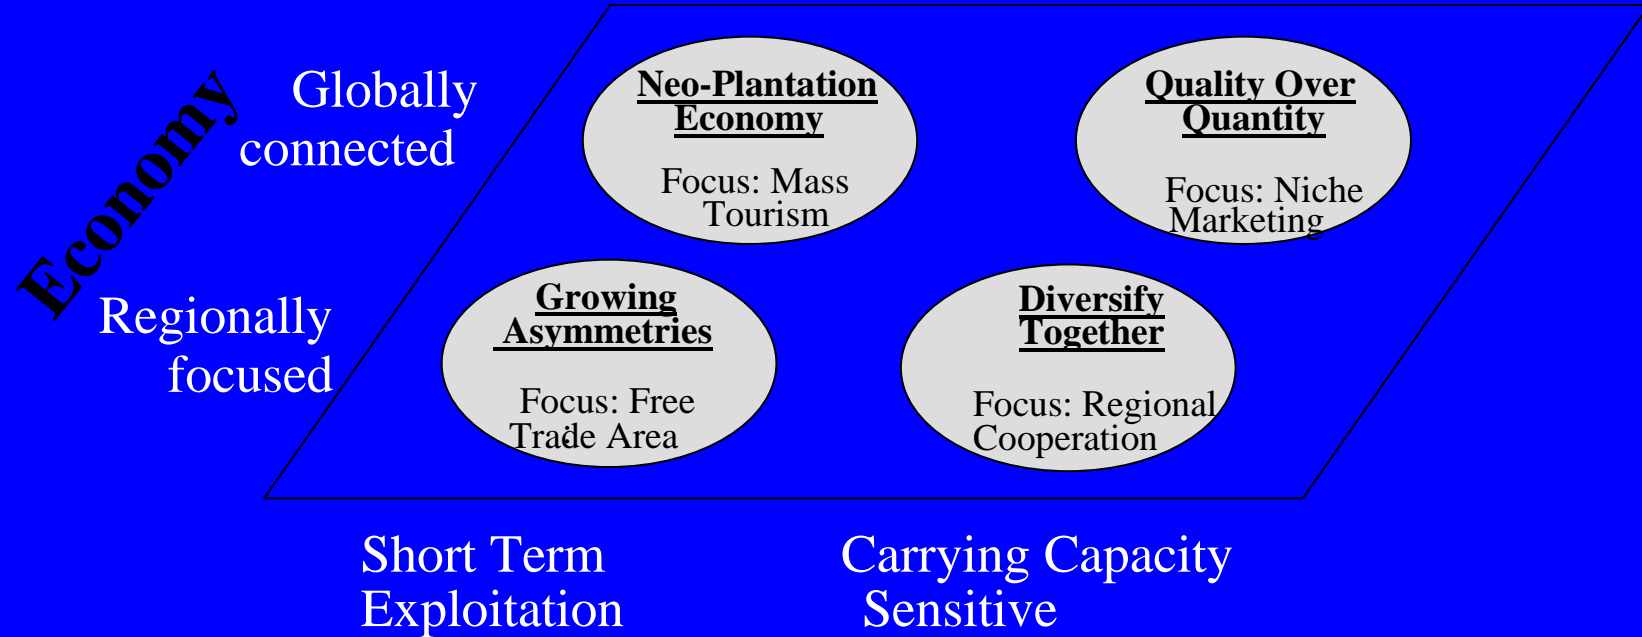 Economy
Globally
connected
Neo-Plantation
Economy
Focus: Mass
Tourism
Quality Over
Quantity
Focus: Niche
Marketing
Regionally
focused
Growing
Asymmetries
Focus: Free
Trade Area
Diversify
Together
Focus: Regional
Cooperation
Short Term
Exploitation
Carrying Capacity
Sensitive